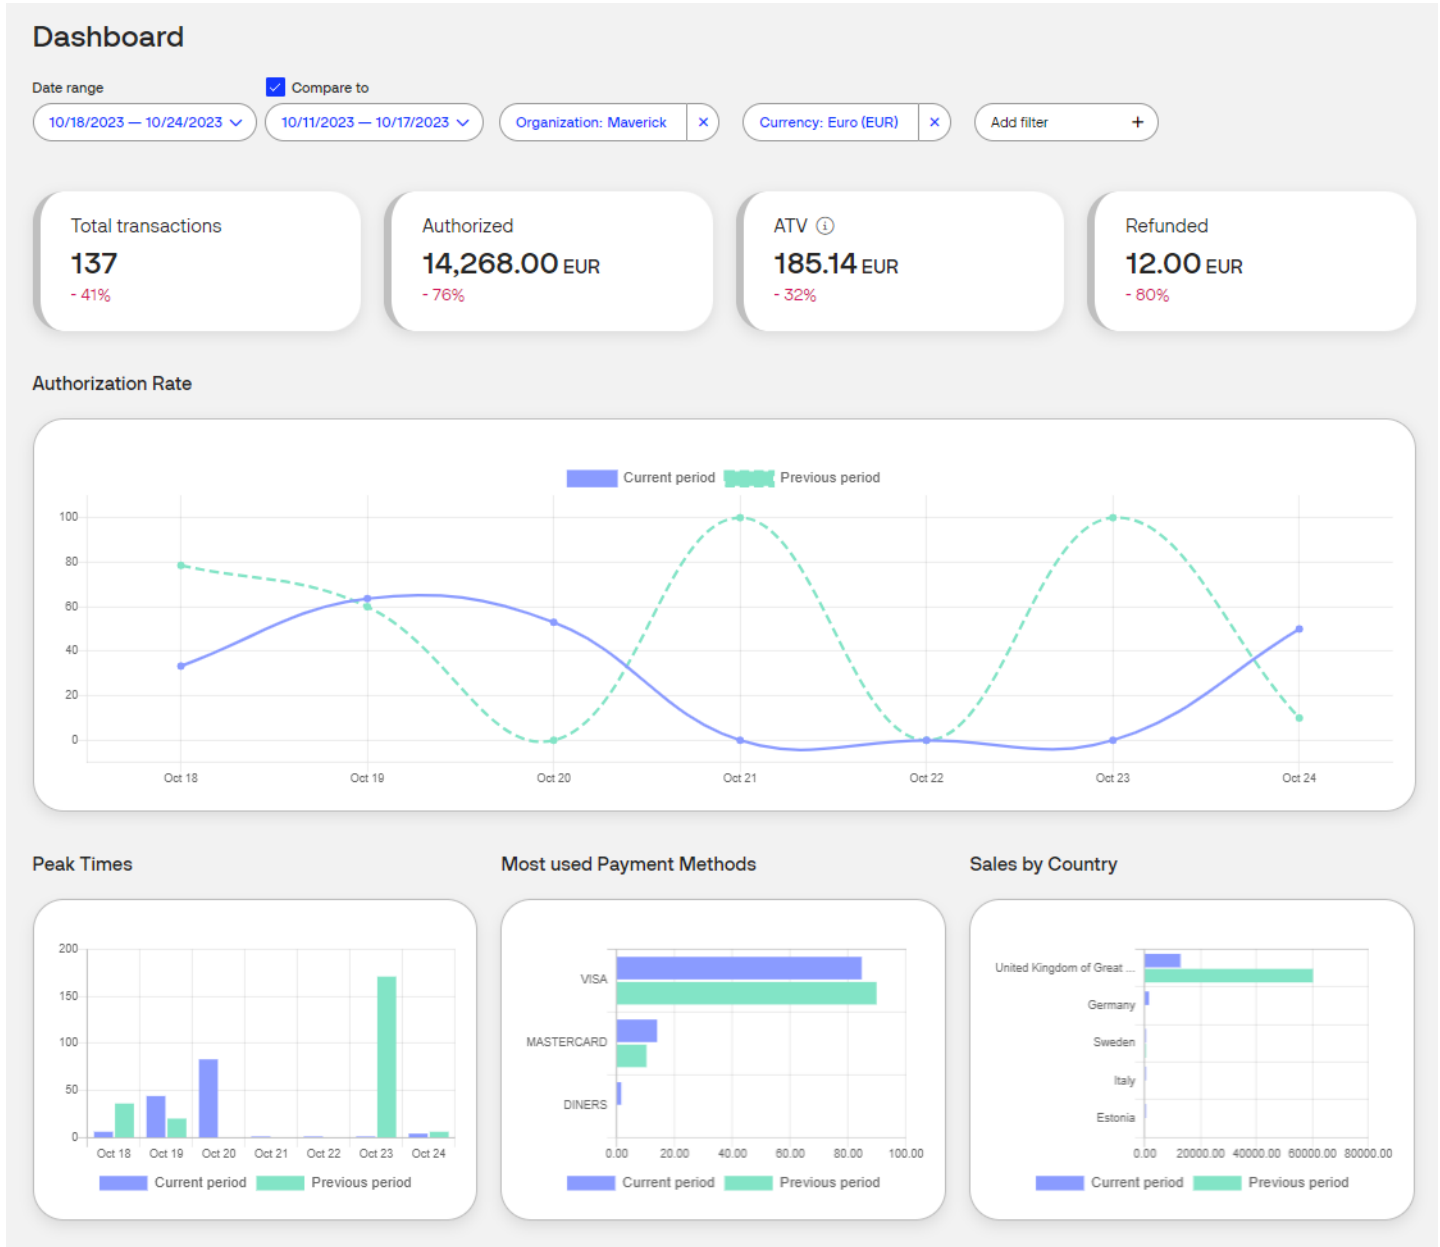 Dashboard
Date range
Compare to
10/18/2023 — 10/24/2023
10/11/2023 — 10/17/2023
Organization: Maverick
Currency: Euro (EUR)
Add filter
Total transactions
137
- 41%
Authorized
14,268.00 EUR
- 76%
ATV
185.14 EUR
- 32%
Refunded
12.00 EUR
- 80%
Authorization Rate
Current period Previous period
100
80
60
40
20
0
Oct 18 Oct 19 Oct 20 Oct 21 Oct 22 Oct 23 Oct 24
Peak Times
200
150
100
50
0
Oct 18 Oct 19 Oct 20 Oct 21 Oct 22 Oct 23 Oct 24
Current period Previous period
Most used Payment Methods
VISA
MASTERCARD
DINERS
0.00 20.00 40.00 60.00 80.00 100.00
Current period Previous period
Sales by Country
United Kingdom of Great ...
Germany
Sweden
Italy
Estonia
0.00 20000.00 40000.00 60000.00 80000.00
Current period Previous period